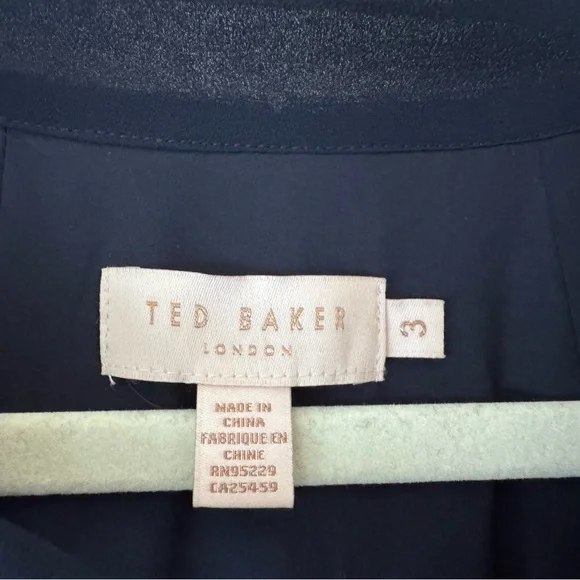 TED BAKER
LONDON
3
MADE IN
CHINA
FABRIQUE EN
CHINE
RN95229
CA25459